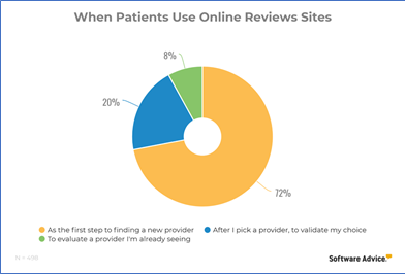 When Patients Use Online Reviews Sites
8%
20%
72%
As the first step to finding a new provider
After I pick a provider, to validate my choice
To evaluate a provider I'm already seeing
N = 498
Software Advice.